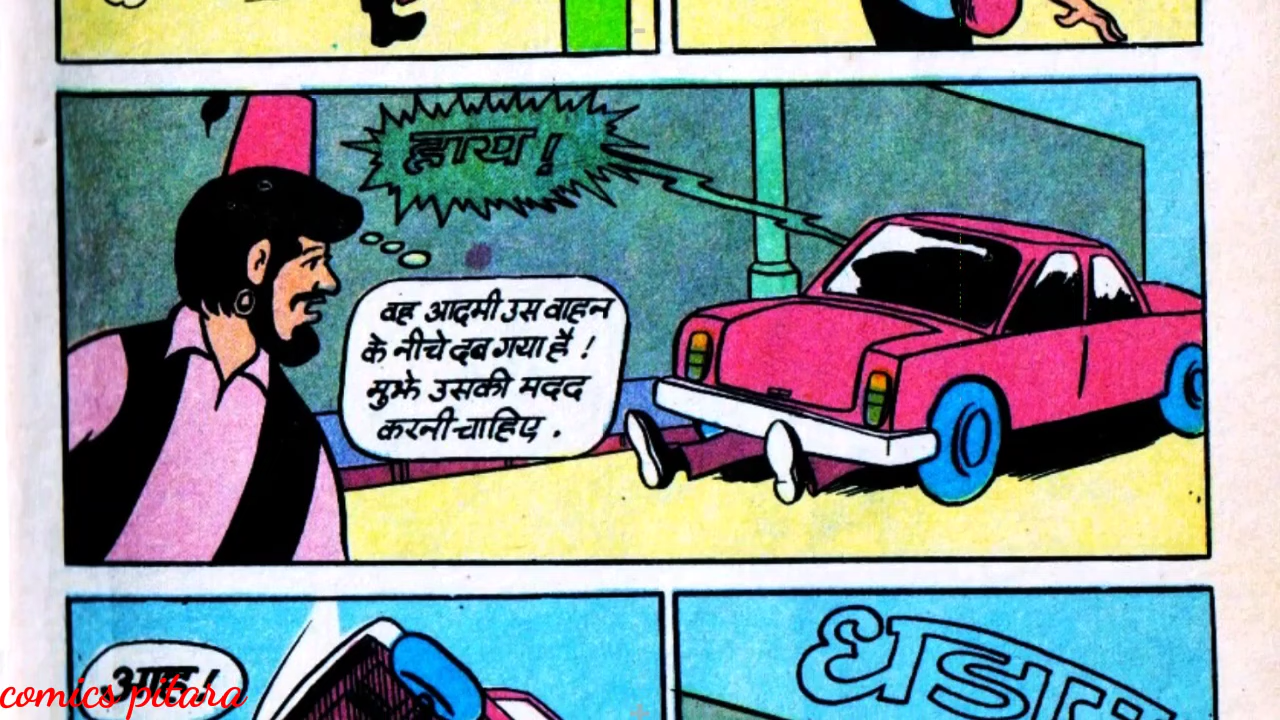 हाय!
वह आदमी उस वाहन
के नीचे दब गया है !
मुझे उसकी मदद
करनी चाहिए .
आह!
धड़ाम
comics pitara